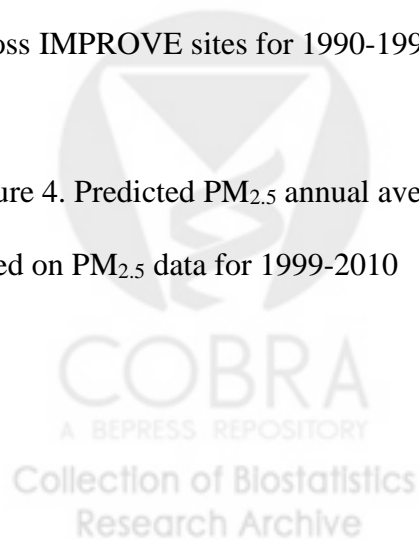 oss IMPROVE sites for 1990-199
ure 4. Predicted PM2.5 annual ave
ed on PM2.5 data for 1999-2010
COBRA
A BEPRESS REPOSITORY
Collection of Biostatistics
Research Archive